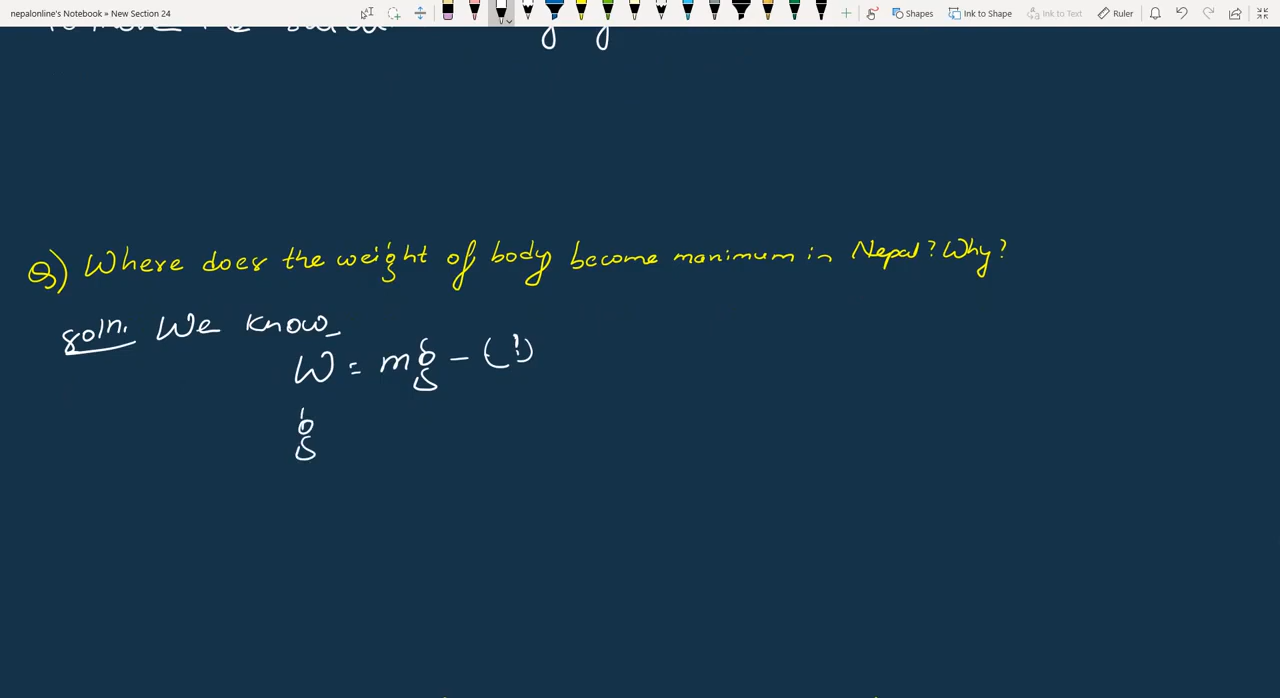 nepalonline's Notebook » New Section 24
Shapes Ink to Shape Ink to Text Ruler
Q) Where does the weight of body become maximum in Nepal? Why?
Soln. We know
W = mg - (1)
g